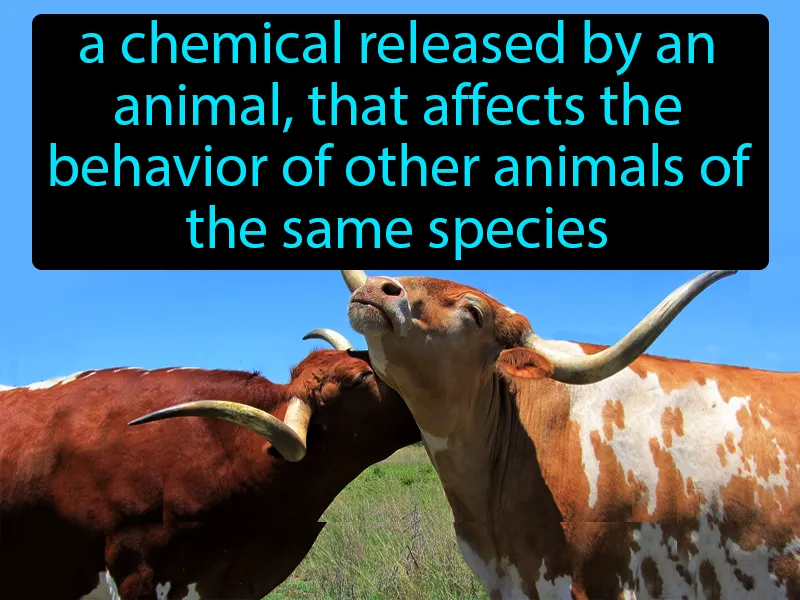 a chemical released by an
animal, that affects the
behavior of other animals of
the same species